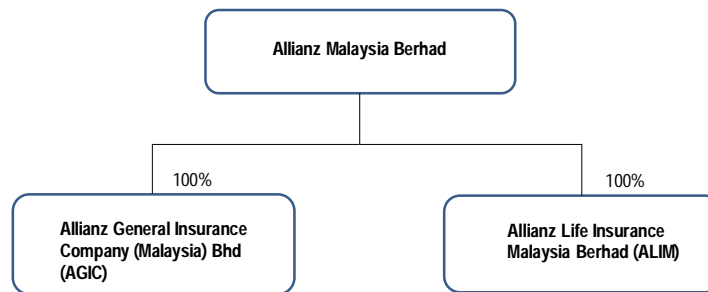 Allianz Malaysia Berhad
100%
100%
Allianz General Insurance
Company (Malaysia) Bhd
(AGIC)
Allianz Life Insurance
Malaysia Berhad (ALIM)